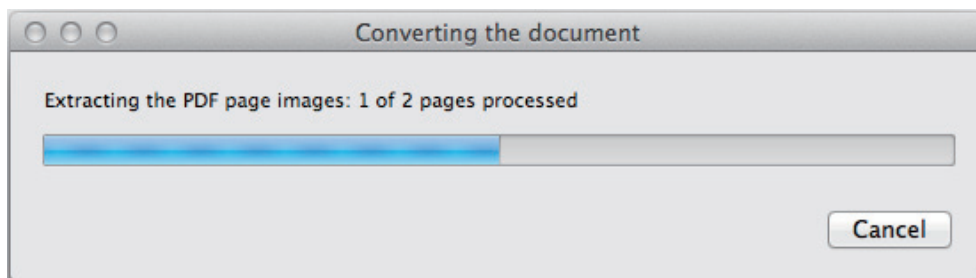 Converting the document
Extracting the PDF page images: 1 of 2 pages processed
Cancel